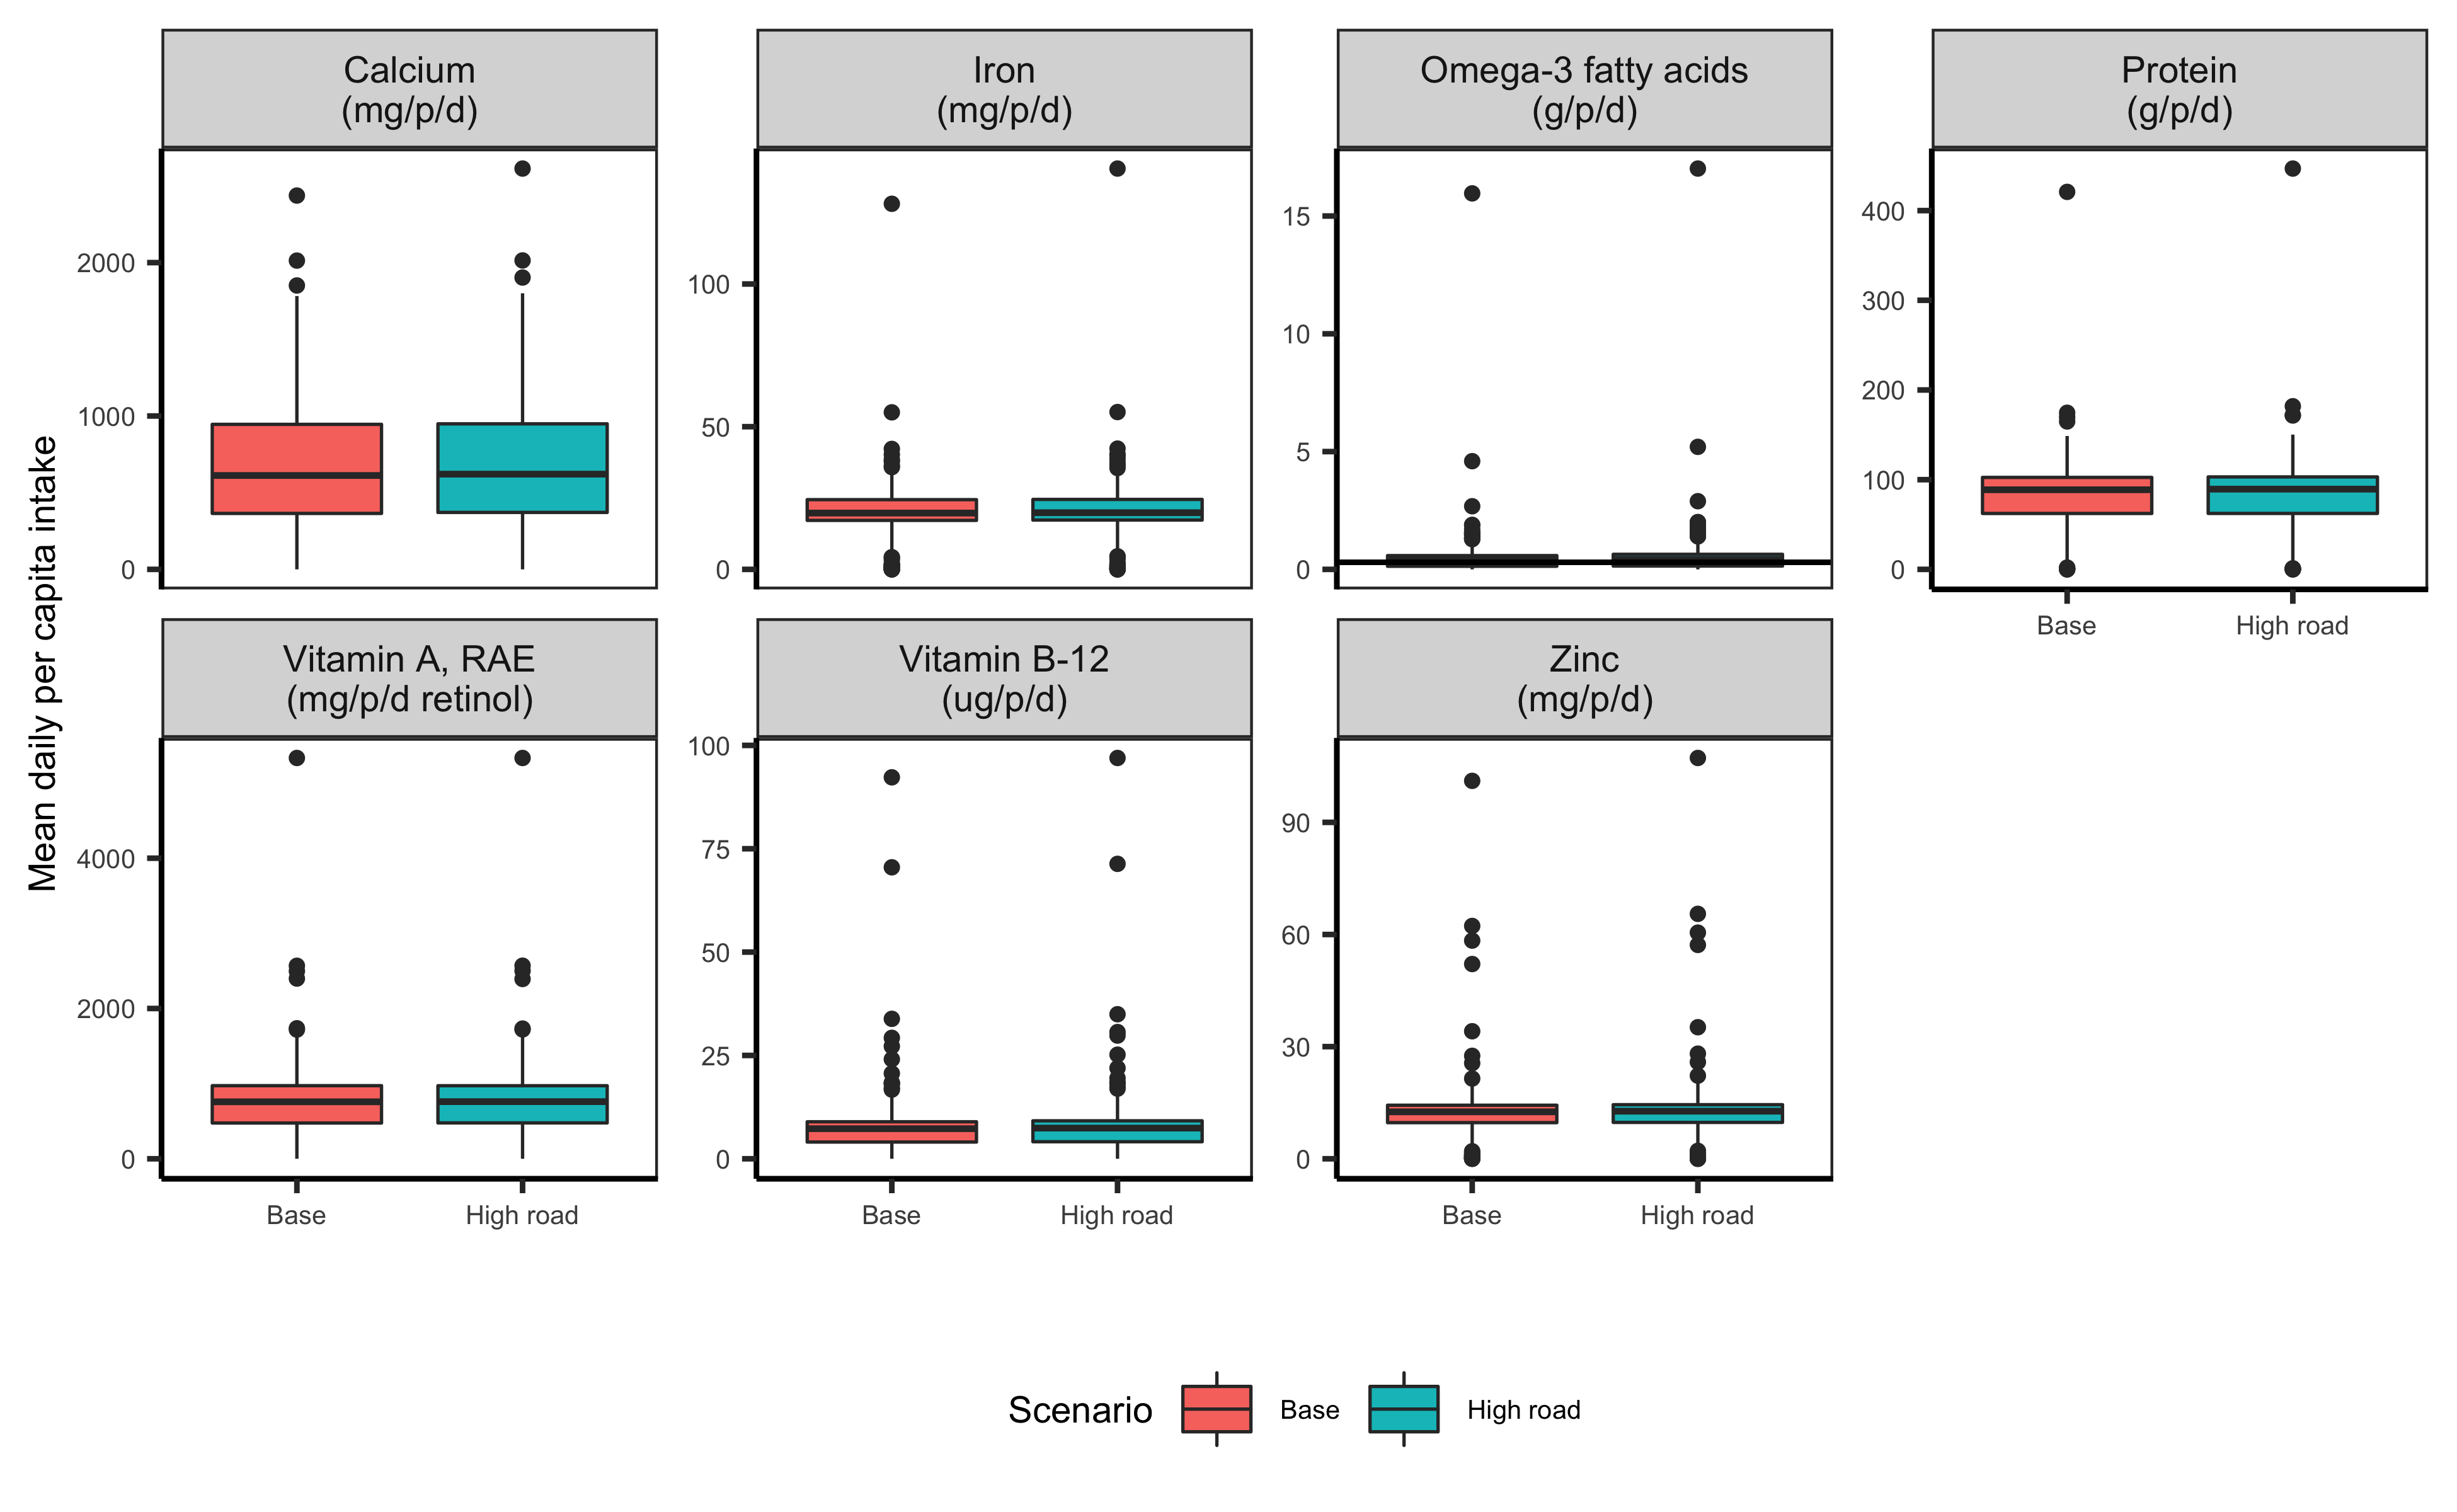 Mean daily per capita intake
Calcium
(mg/p/d)
2000
1000
0
Iron
(mg/p/d)
100
50
0
Omega-3 fatty acids
(g/p/d)
15
10
5
0
Protein
(g/p/d)
400
300
200
100
0
Base
High road
Vitamin A, RAE
(mg/p/d retinol)
4000
2000
0
Base
High road
Vitamin B-12
(ug/p/d)
100
75
50
25
0
Base
High road
Zinc
(mg/p/d)
90
60
30
0
Base
High road
Scenario
Base
High road